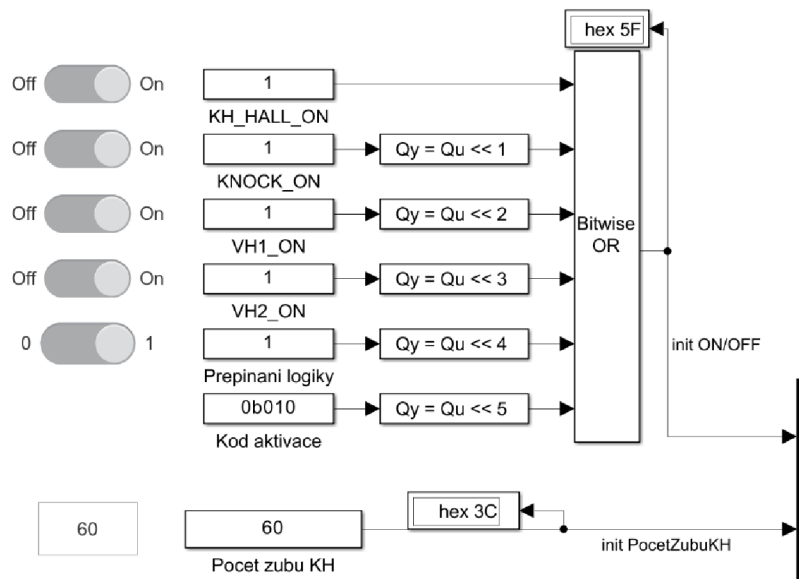 hex 5F
Off On 1
KH_HALL_ON
Off On 1 Qy = Qu << 1
KNOCK_ON
Off On 1 Qy = Qu << 2
VH1_ON
Bitwise
OR
Off On 1 Qy = Qu << 3
VH2_ON
0 1 1 Qy = Qu << 4
init ON/OFF
Prepinani logiky
0b010 Qy = Qu << 5
Kod aktivace
hex 3C
60 60
init PocetZubuKH
Pocet zubu KH